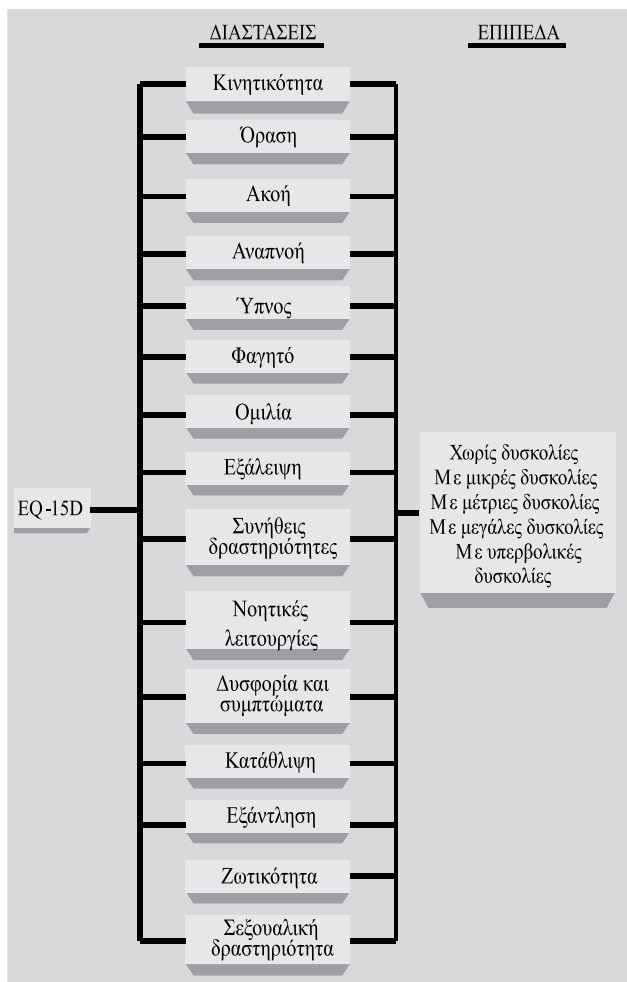 ΔΙΑΣΤΑΣΕΙΣ
ΕΠΙΠΕΔΑ
EQ-15D
Κινητικότητα
Όραση
Ακοή
Αναπνοή
Ύπνος
Φαγητό
Ομιλία
Εξάλειψη
Συνήθεις
δραστηριότητες
Νοητικές
λειτουργίες
Δυσφορία και
συμπτώματα
Κατάθλιψη
Εξάντληση
Ζωτικότητα
Σεξουαλική
δραστηριότητα
Χωρίς δυσκολίες
Με μικρές δυσκολίες
Με μέτριες δυσκολίες
Με μεγάλες δυσκολίες
Με υπερβολικές
δυσκολίες